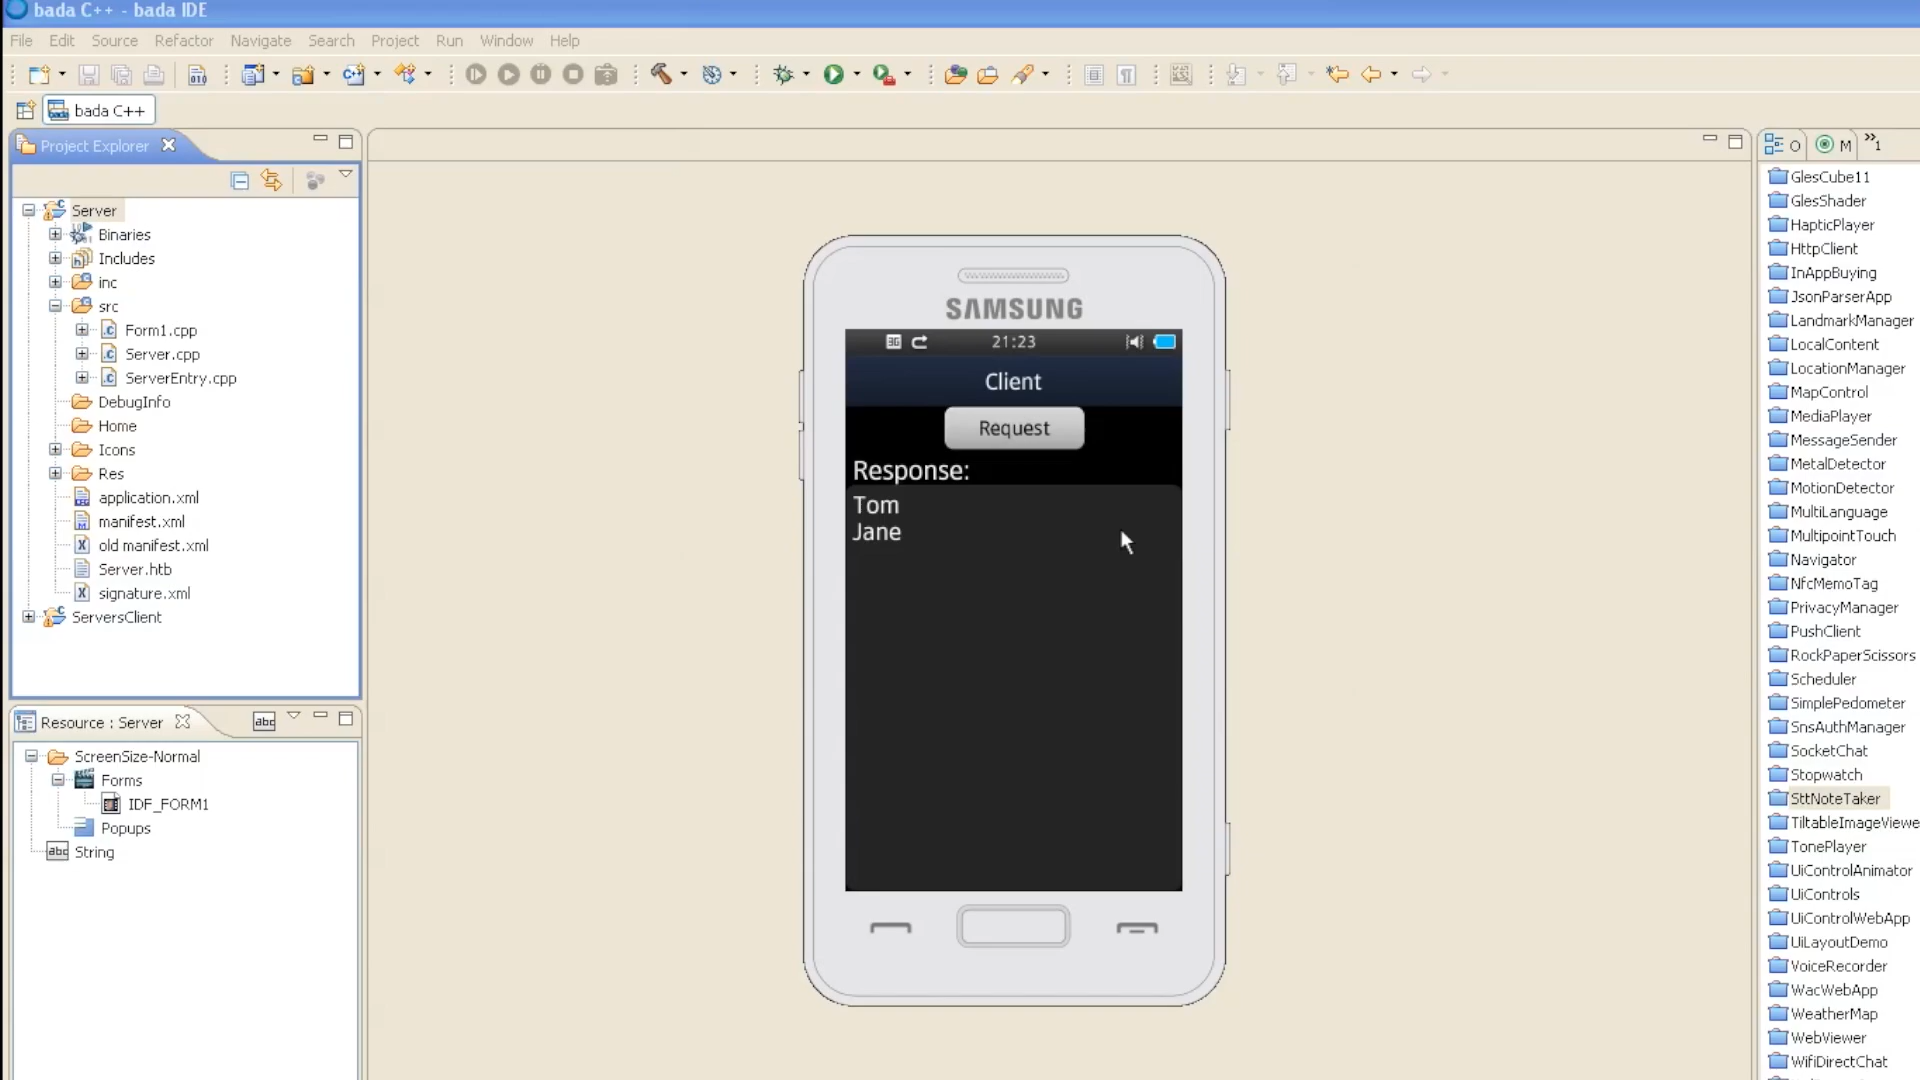 bada C++ - bada IDE
File Edit Source Refactor Navigate Search Project Run Window Help
010
bada C++
Project Explorer
Server
Binaries
Includes
inc
src
Form1.cpp
Server.cpp
ServerEntry.cpp
DebugInfo
Home
Icons
Res
application.xml
manifest.xml
old manifest.xml
Server.htb
signature.xml
ServersClient
Resource : Server
abc
ScreenSize-Normal
Forms
IDF_FORM1
Popups
abc String
SAMSUNG
3G 21:23
Client
Request
Response:
Tom
Jane
O M »1
GlesCube11
GlesShader
HapticPlayer
HttpClient
InAppBuying
JsonParserApp
LandmarkManager
LocalContent
LocationManager
MapControl
MediaPlayer
MessageSender
MetalDetector
MotionDetector
MultiLanguage
MultipointTouch
Navigator
NfcMemoTag
PrivacyManager
PushClient
RockPaperScissors
Scheduler
SimplePedometer
SnsAuthManager
SocketChat
Stopwatch
SttNoteTaker
TiltableImageViewe
TonePlayer
UiControlAnimator
UiControls
UiControlWebApp
UiLayoutDemo
VoiceRecorder
WacWebApp
WeatherMap
WebViewer
WifiDirectChat